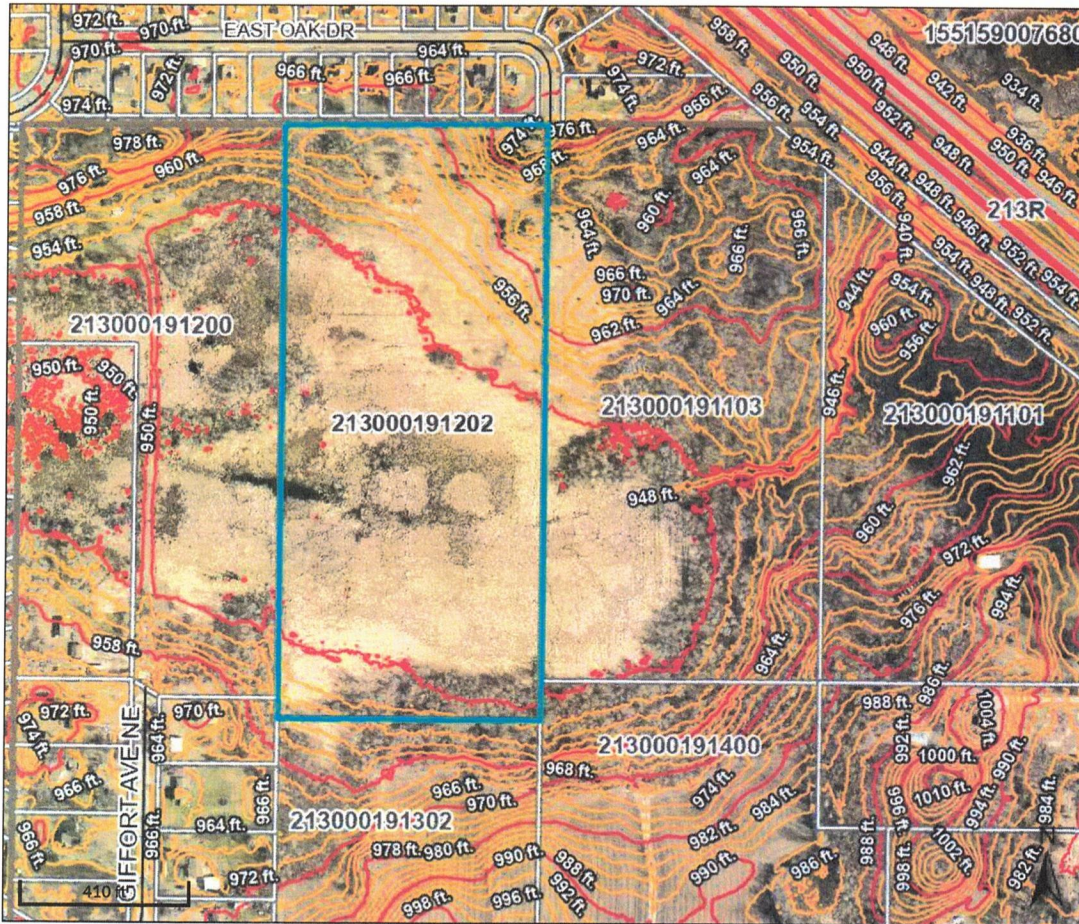 972 ft.
970 ft.
EAST OAK DR
964 ft.
970 ft.
972 ft.
966 ft.
966 ft.
974 ft.
972 ft.
974 ft.
966 ft.
958 ft.
950 ft.
948 ft.
155159007680
950 ft.
942 ft.
934 ft.
952 ft.
956 ft.
954 ft.
948 ft.
936 ft.
950 ft.
946 ft.
978 ft.
976 ft.
960 ft.
958 ft.
954 ft.
974 ft.
976 ft.
964 ft.
964 ft.
960 ft.
954 ft.
944 ft.
956 ft.
948 ft.
946 ft.
952 ft.
954 ft.
213R
964 ft.
966 ft.
966 ft.
940 ft.
954 ft.
948 ft.
952 ft.
966 ft.
970 ft.
964 ft.
956 ft.
962 ft.
944 ft.
954 ft.
960 ft.
956 ft.
946 ft.
213000191200
950 ft.
950 ft.
950 ft.
950 ft.
213000191202
213000191103
213000191101
948 ft.
962 ft.
960 ft.
972 ft.
976 ft.
994 ft.
964 ft.
986 ft.
988 ft.
958 ft.
972 ft.
974 ft.
970 ft.
964 ft.
966 ft.
GIFFORT AVE NE
966 ft.
964 ft.
966 ft.
966 ft.
972 ft.
213000191400
968 ft.
966 ft.
970 ft.
974 ft.
984 ft.
982 ft.
990 ft.
213000191302
978 ft.
980 ft.
990 ft.
988 ft.
992 ft.
996 ft.
998 ft.
992 ft.
1004 ft.
1000 ft.
990 ft.
1010 ft.
994 ft.
984 ft.
988 ft.
998 ft.
1002 ft.
982 ft.
986 ft.
410 ft